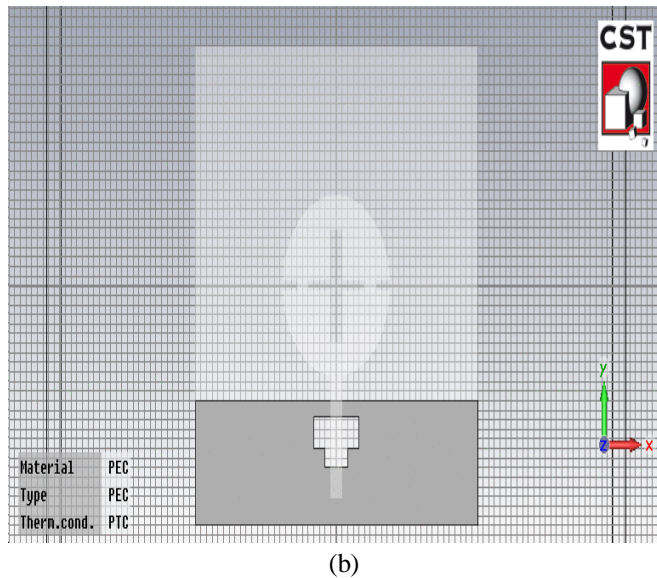 CST
y
Z
x
Material PEC
Type PEC
Therm.cond. PTC
(b)